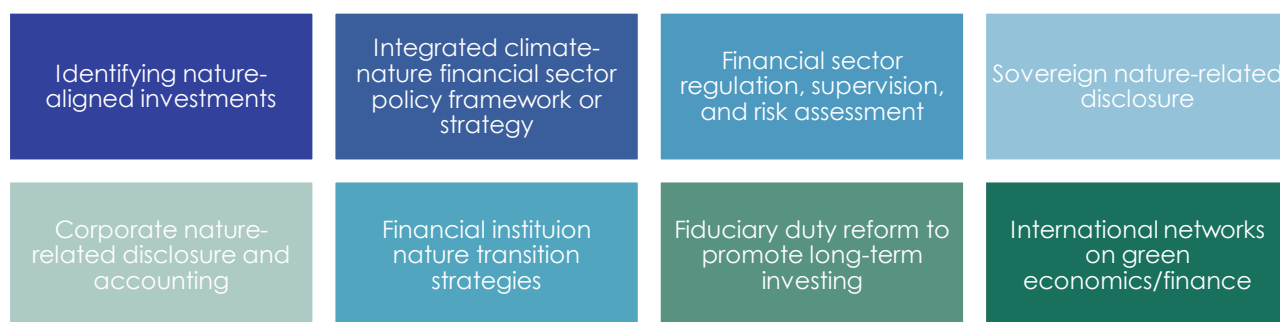 Identifying nature-
aligned investments
Integrated climate-
nature financial sector
policy framework or
strategy
Financial sector
regulation, supervision,
and risk assessment
Sovereign nature-related
disclosure
Corporate nature-
related disclosure and
accounting
Financial instituion
nature transition
strategies
Fiduciary duty reform to
promote long-term
investing
International networks
on green
economics/finance